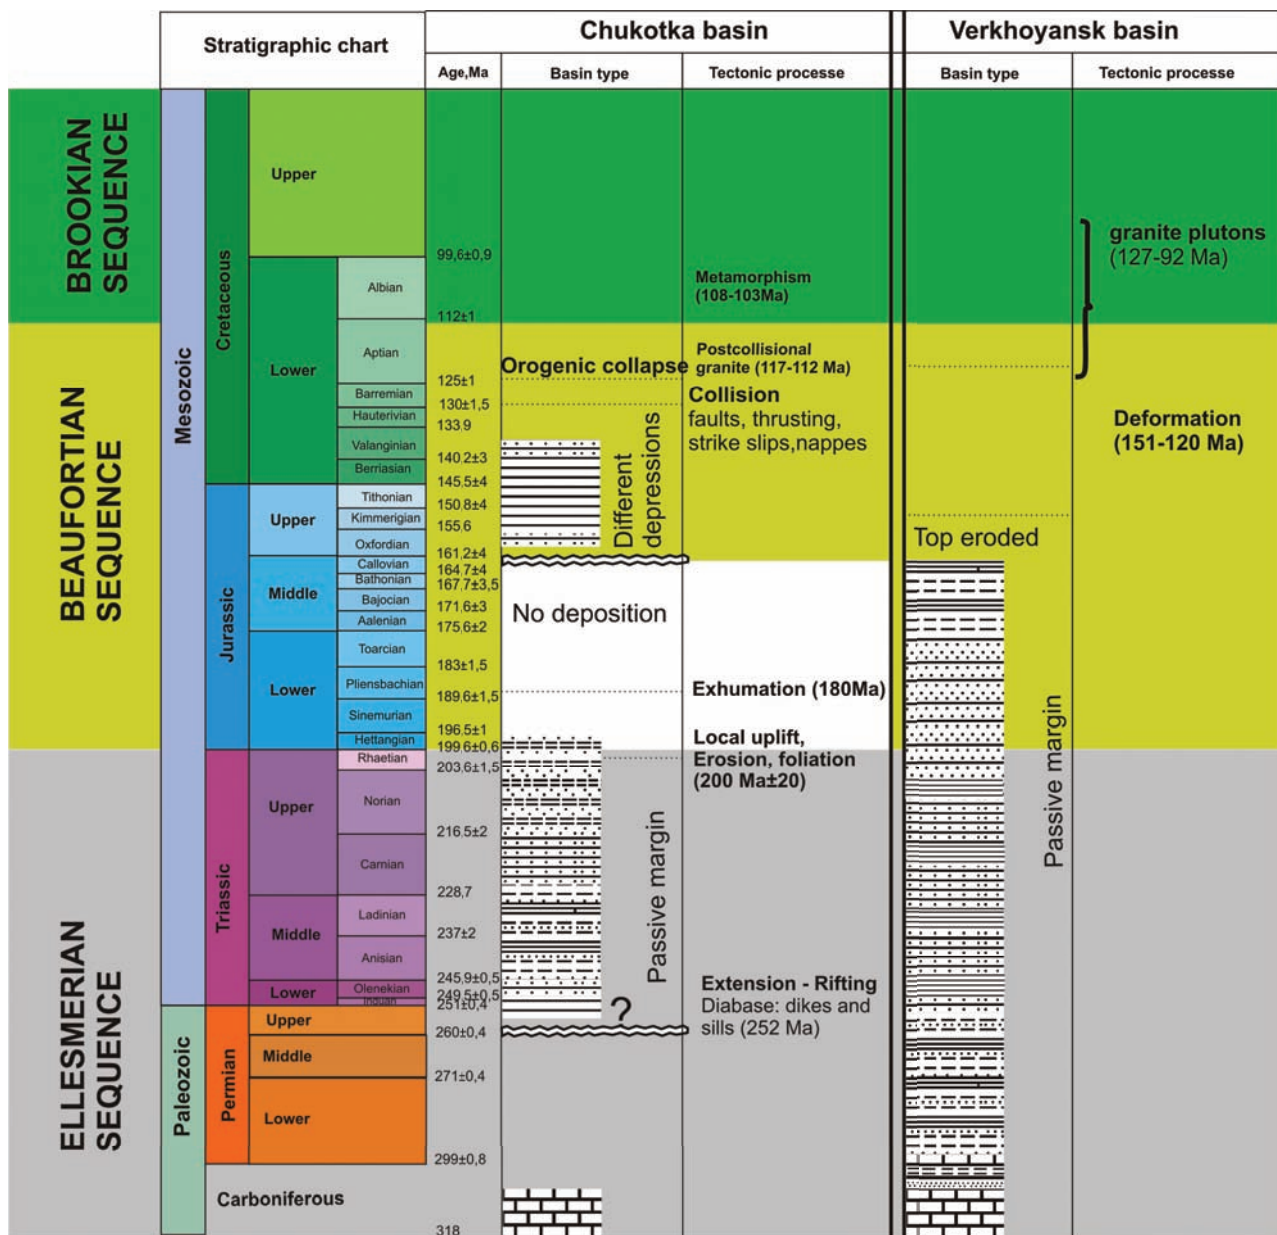 Stratigraphic chart
Chukotka basin
Verkhoyansk basin
Age,Ma
Basin type
Tectonic processe
Basin type
Tectonic processe
BROOKIAN
SEQUENCE
BEAUFORTIAN
SEQUENCE
ELLESMERIAN
SEQUENCE
Mesozoic
Paleozoic
Cretaceous
Jurassic
Triassic
Permian
Carboniferous
Upper
Lower
Albian
Aptian
Barremian
Hauterivian
Valanginian
Berriasian
Upper
Tithonian
Kimmerigian
Oxfordian
Middle
Callovian
Bathonian
Bajocian
Aalenian
Lower
Toarcian
Pliensbachian
Sinemurian
Hettangian
Upper
Rhaetian
Norian
Carnian
Middle
Ladinian
Anisian
Lower
Olenekian
Upper
Middle
Lower
99,6±0,9
112±1
125±1
130±1,5
133.9
140.2±3
145.5±4
150.8±4
155.6
161,2±4
164.7±4
167,7±3,5
171.6±3
175.6±2
183±1,5
189.6±1,5
196.5±1
199.6±0,6
203.6±1,5
216.5±2
228,7
237±2
245.9±0,5
249.5±0,5
251±0,4
260±0,4
271±0,4
299±0,8
318
Orogenic collapse
Different
depressions
No deposition
Passive margin
?
Metamorphism
(108-103Ma)
Postcollisional
granite (117-112 Ma)
Collision
faults, thrusting,
strike slips,nappes
Exhumation (180Ma)
Local uplift,
Erosion, foliation
(200 Ma±20)
Extension - Rifting
Diabase: dikes and
sills (252 Ma)
Top eroded
Passive margin
granite plutons
(127-92 Ma)
Deformation
(151-120 Ma)